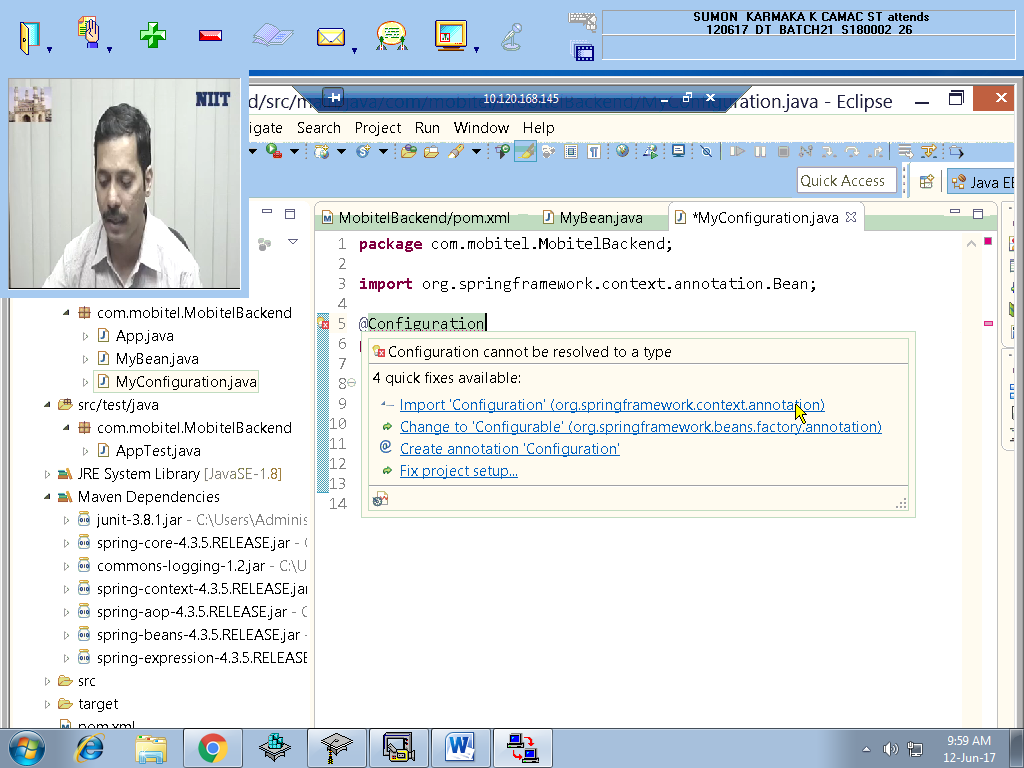 SUMON KARMAKA K CAMAC ST attends
120617 DT BATCH21 S180002 26
NIIT
10.120.168.145
Configuration.java - Eclipse
igate Search Project Run Window Help
Quick Access
Java EE
MobitelBackend/pom.xml
MyBean.java
*MyConfiguration.java
1 package com.mobitel.MobitelBackend;
2
3 import org.springframework.context.annotation.Bean;
4
5 @Configuration
6
7
8
9
10
11
12
13
14
Configuration cannot be resolved to a type
4 quick fixes available:
Import 'Configuration' (org.springframework.context.annotation)
Change to 'Configurable' (org.springframework.beans.factory.annotation)
Create annotation 'Configuration'
Fix project setup...
com.mobitel.MobitelBackend
App.java
MyBean.java
MyConfiguration.java
src/test/java
com.mobitel.MobitelBackend
AppTest.java
JRE System Library [JavaSE-1.8]
Maven Dependencies
junit-3.8.1.jar - C:\Users\Adminis
spring-core-4.3.5.RELEASE.jar - 
commons-logging-1.2.jar - C:\U
spring-context-4.3.5.RELEASE.jar
spring-aop-4.3.5.RELEASE.jar - C
spring-beans-4.3.5.RELEASE.jar -
spring-expression-4.3.5.RELEASE
src
target
pom.xml
9:59 AM
12-Jun-17